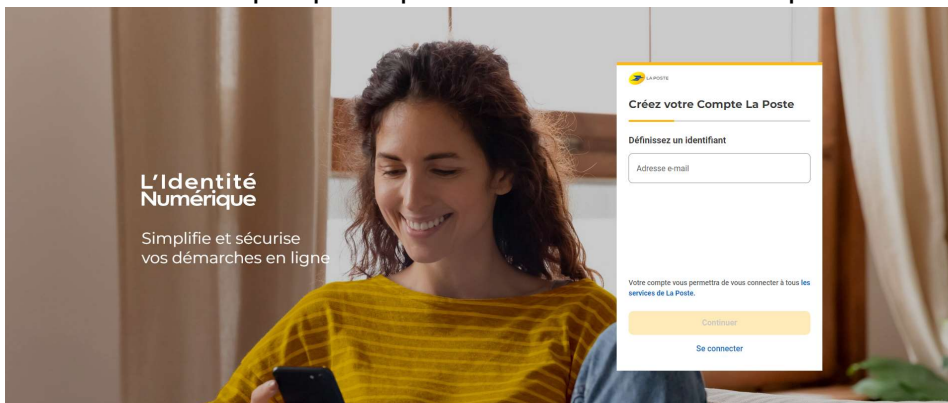 L'Identité
Numérique
Simplifie et sécurise
vos démarches en ligne
LA POSTE
Créez votre Compte La Poste
Définissez un identifiant
Adresse e-mail
Votre compte vous permettra de vous connecter à tous les
services de La Poste.
Continuer
Se connecter